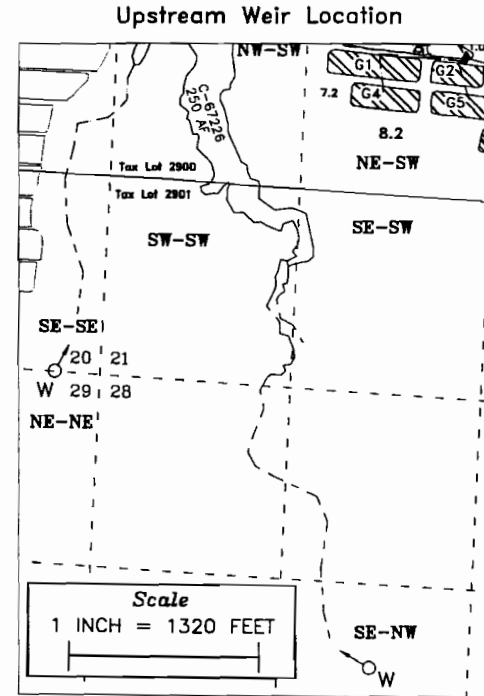 Upstream Weir Location
NW-SW
G1
G2
7.2
G4
G5
8.2
NE-SW
C-67226
250 AF
Tax Lot 2900
Tax Lot 2901
SW-SW
SE-SW
SE-SE
20 21
W 29 28
NE-NE
Scale
1 INCH = 1320 FEET
SE-NW
W